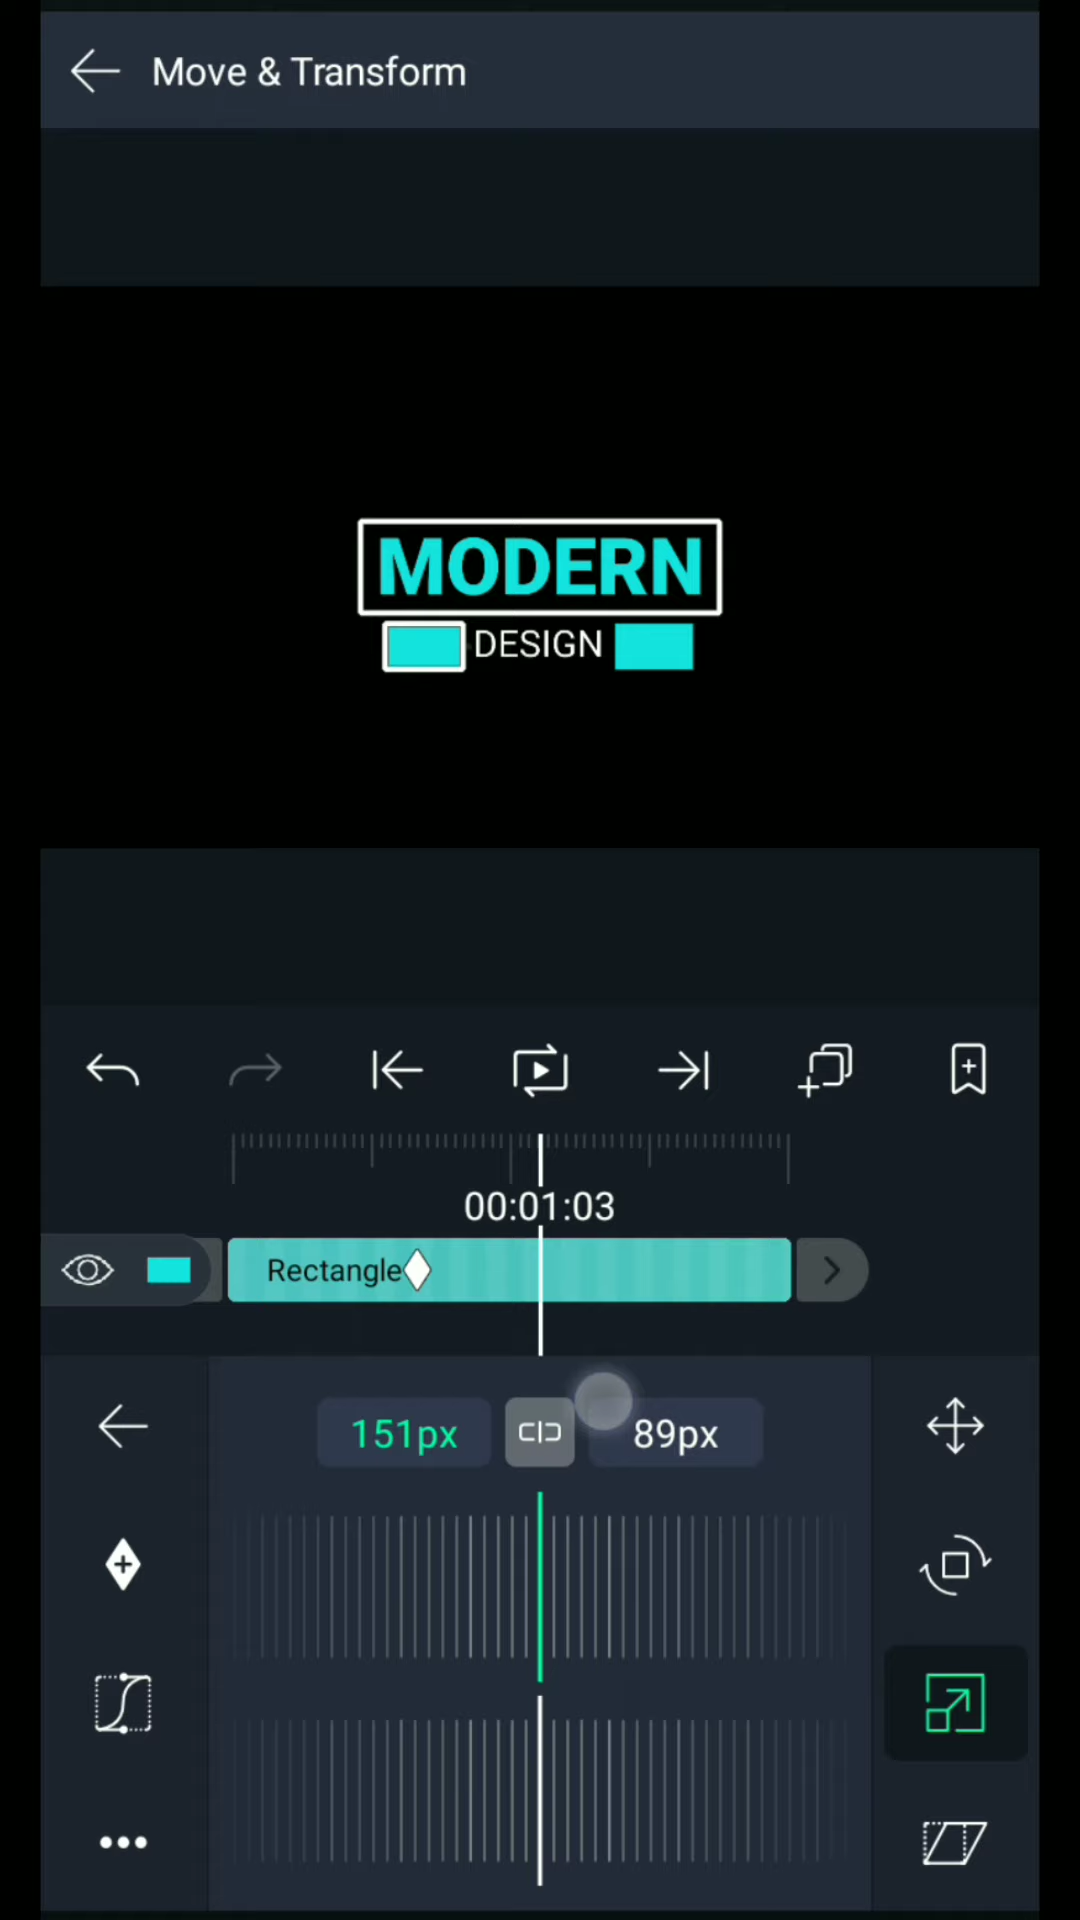 Move & Transform
MODERN
DESIGN
00:01:03
Rectangle
151px
89px